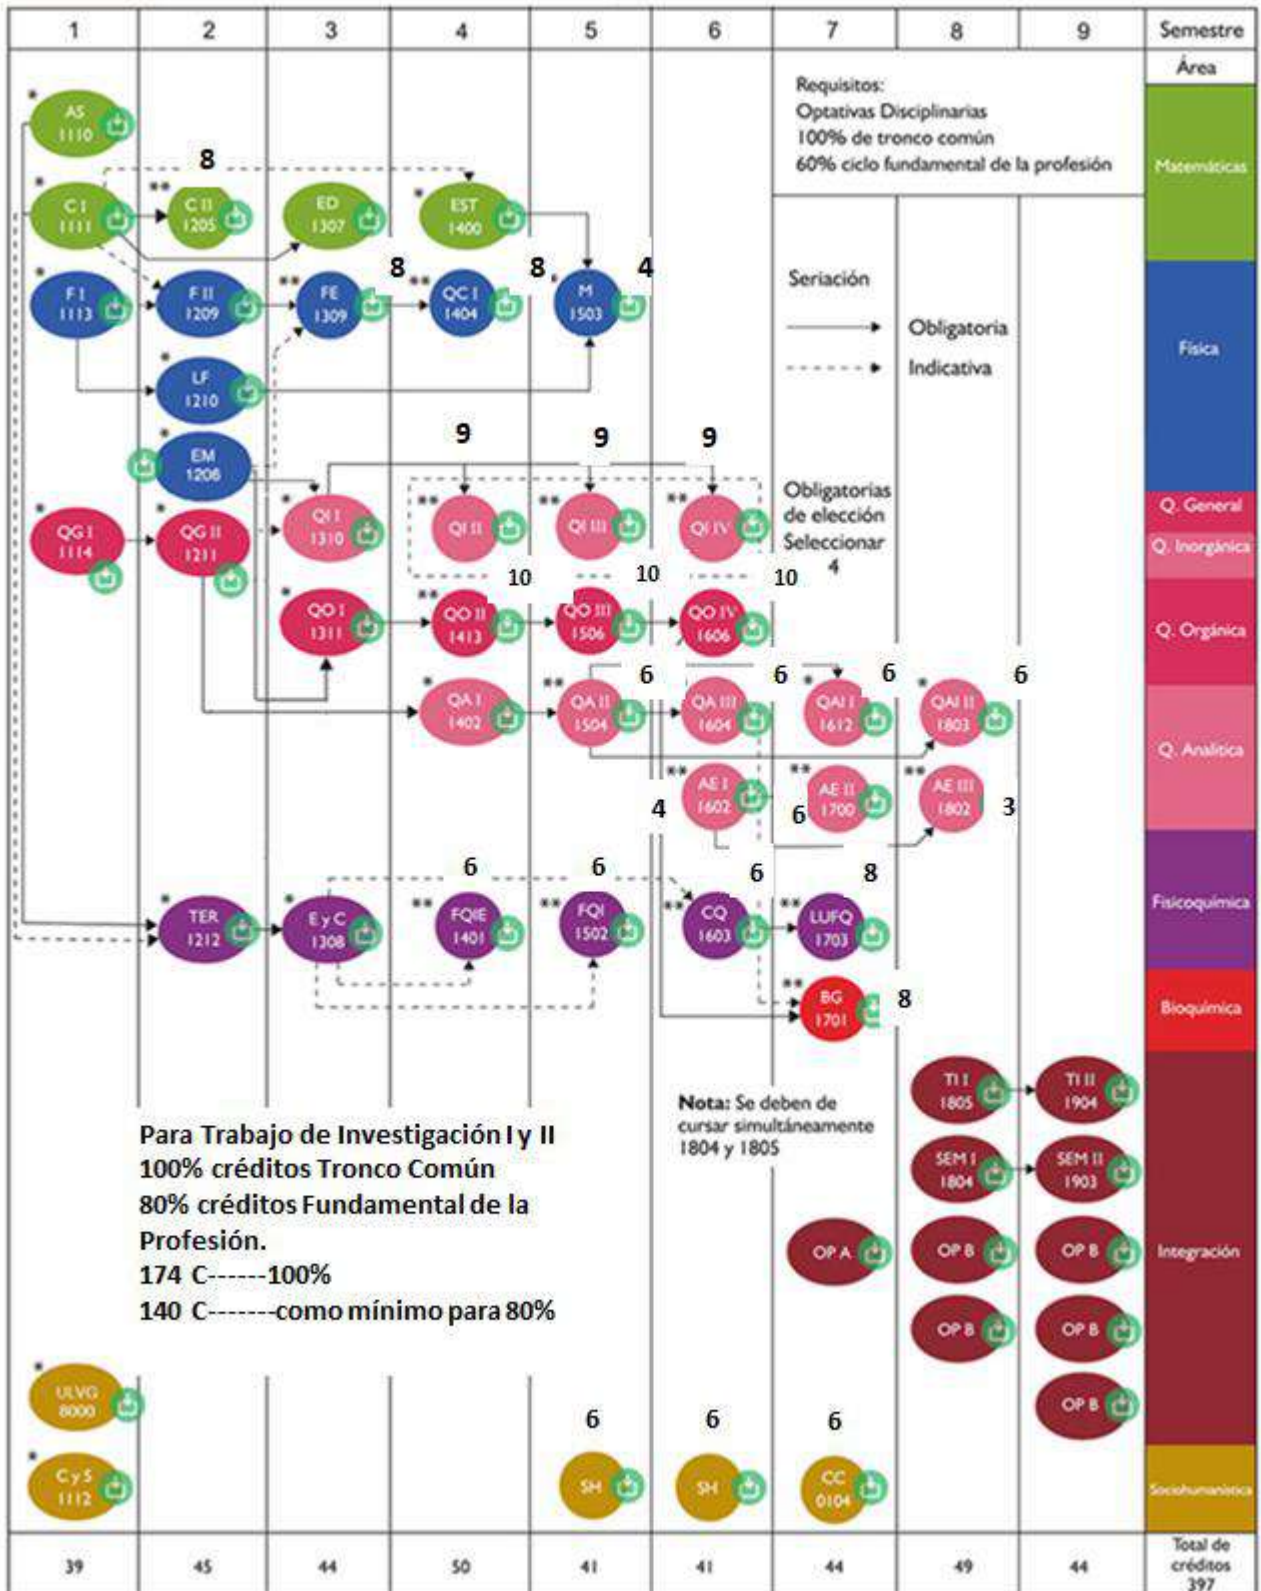 1 2 3 4 5 6 7 8 9 Semestre
Área
Requisitos:
Optativas Disciplinarias
100% de tronco común
60% ciclo fundamental de la profesión
Matemáticas
*
AS
1110
8
*
C I
1111
**
C II
1205
ED
1307
*
EST
1400
Seriación
Obligatoria
Indicativa
Física
*
F I
1113
F II
1209
**
FE
1309
8
**
QC I
1404
8
M
1503
4
*
LF
1210
*
EM
1206
9 9 9
Obligatorias
de elección
Seleccionar
4
Q. General
Q. Inorgánica
*
QG I
1114
*
QG II
1211
*
QI I
1310
**
QI II
**
QI III
**
QI IV
10 10 10
Q. Orgánica
*
QO I
1311
**
QO II
1413
QO III
1506
QO IV
1606
6 6 6 6
Q. Analítica
*
QA I
1402
**
QA II
1504
QA III
1604
*
QAI I
1612
*
QAI II
1803
4
**
AE I
1602
6
**
AE II
1700
**
AE III
1802
3
6 6 6 8
Fisicoquímica
*
TER
1212
*
E y C
1308
**
FQIE
1401
**
FQI
1502
**
CQ
1603
**
LUFQ
1703
Bioquímica
**
BG
1701
8
Integración
TI I
1805
TI II
1904
Nota: Se deben de
cursar simultáneamente
1804 y 1805
SEM I
1804
SEM II
1903
Para Trabajo de Investigación I y II
100% créditos Tronco Común
80% créditos Fundamental de la
Profesión.
174 C------100%
140 C-------como mínimo para 80%
OP A OP B OP B
OP B OP B
OP B
*
ULVG
8000
6 6 6
Sociohumanística
*
C y S
1112
SH
SH
CC
0104
39 45 44 50 41 41 44 49 44
Total de
créditos
397